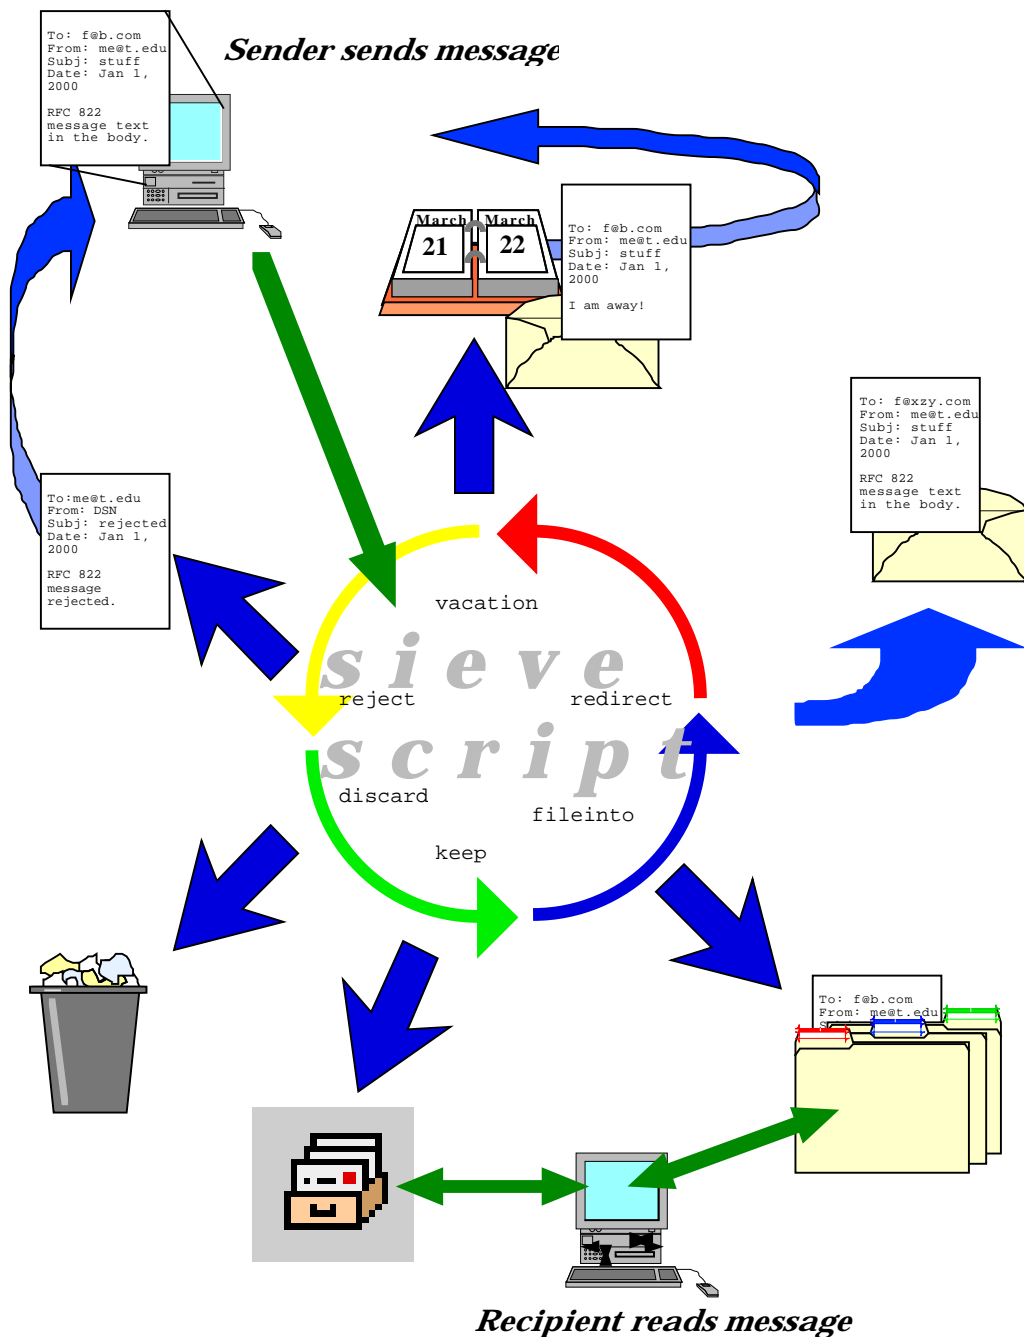 To: f@b.com
From: me@t.edu
Subj: stuff
Date: Jan 1,
2000
RFC 822
message text
in the body.
Sender sends message
March
21
March
22
To: f@b.com
From: me@t.edu
Subj: stuff
Date: Jan 1,
2000
I am away!
To: f@xzy.com
From: me@t.edu
Subj: stuff
Date: Jan 1,
2000
RFC 822
message text
in the body.
To:me@t.edu
From: DSN
Subj: rejected
Date: Jan 1,
2000
RFC 822
message
rejected.
vacation
sieve
reject
redirect
script
discard
fileinto
keep
To: f@b.com
From: me@t.edu
Recipient reads message